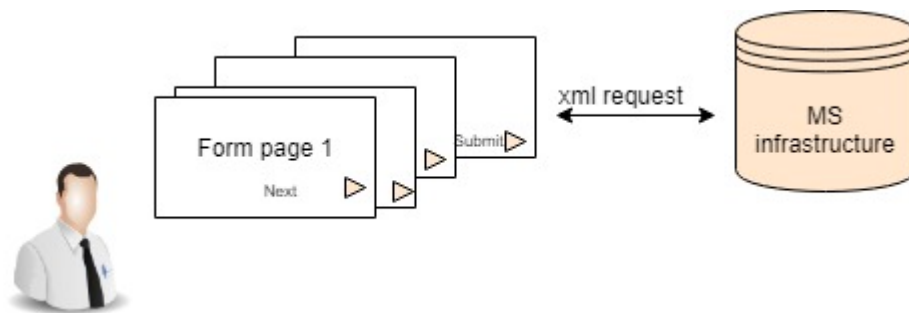 Form page 1
Next
Submit
xml request
MS
infrastructure